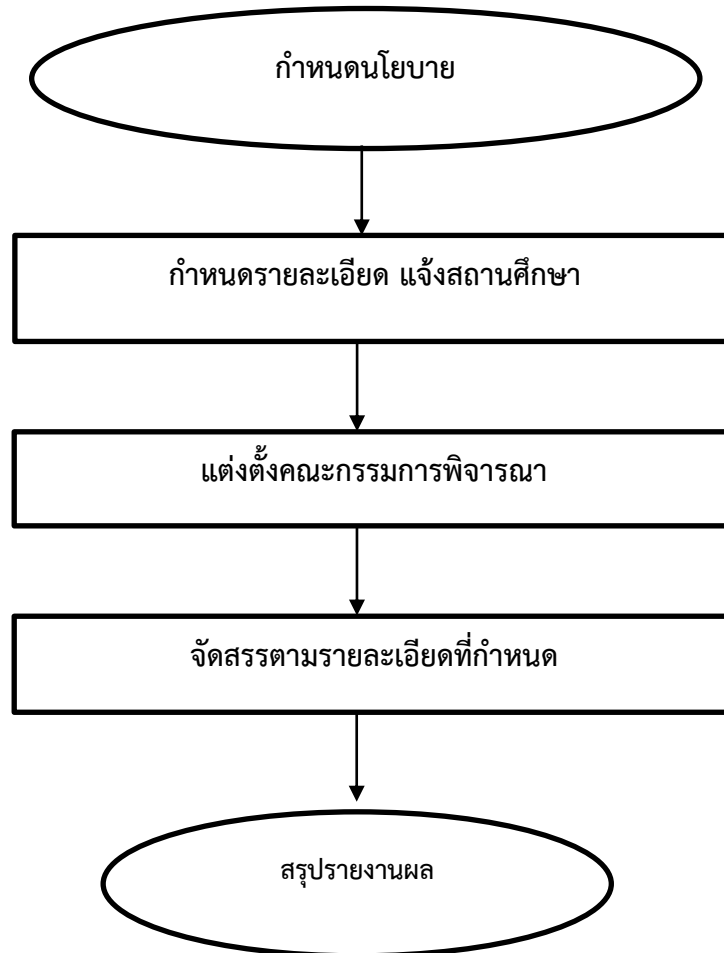 กำหนดนโยบาย
กำหนดรายละเอียด แจ้งสถานศึกษา
แต่งตั้งคณะกรรมการพิจารณา
จัดสรรตามรายละเอียดที่กำหนด
สรุปรายงานผล